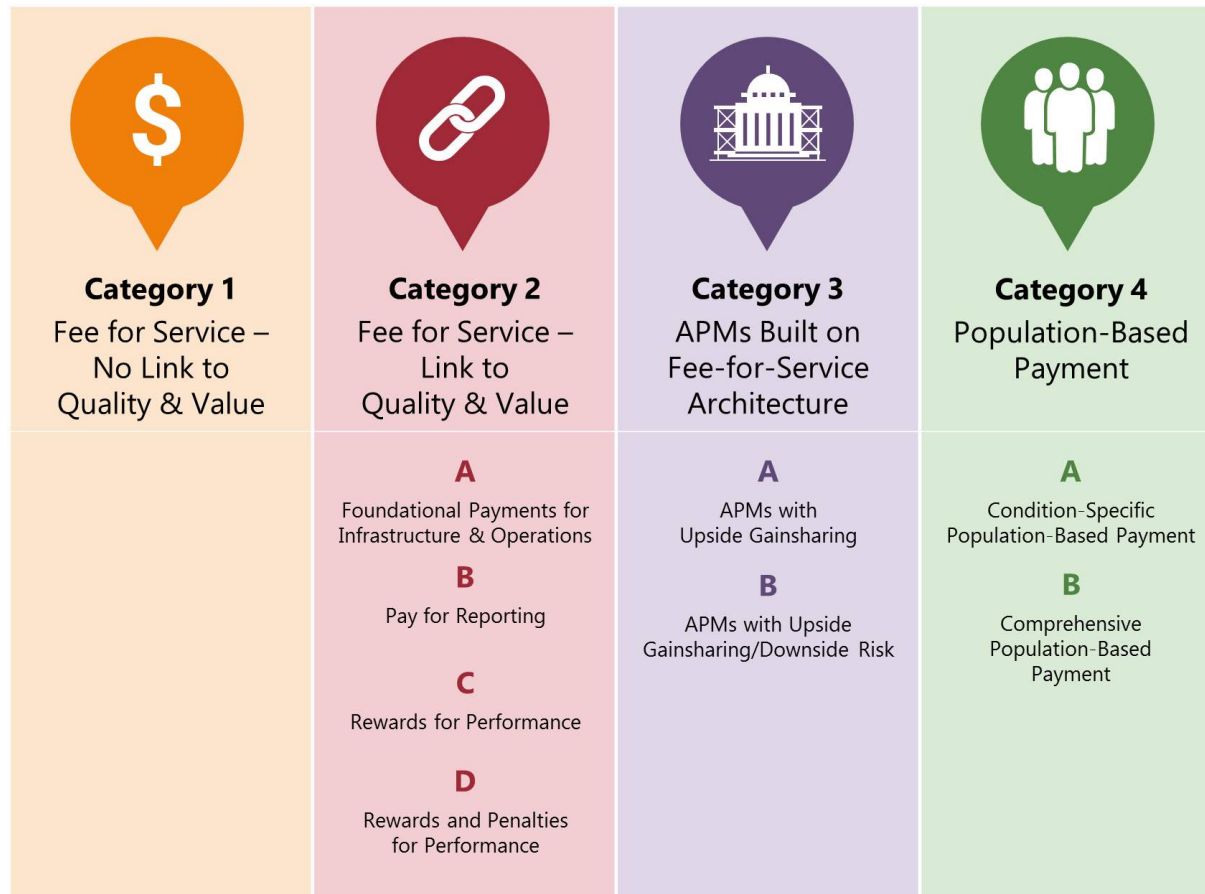 $
Category 1
Fee for Service –
No Link to
Quality & Value
Category 2
Fee for Service –
Link to
Quality & Value
A
Foundational Payments for
Infrastructure & Operations
B
Pay for Reporting
C
Rewards for Performance
D
Rewards and Penalties
for Performance
Category 3
APMs Built on
Fee-for-Service
Architecture
A
APMs with
Upside Gainsharing
B
APMs with Upside
Gainsharing/Downside Risk
Category 4
Population-Based
Payment
A
Condition-Specific
Population-Based Payment
B
Comprehensive
Population-Based
Payment